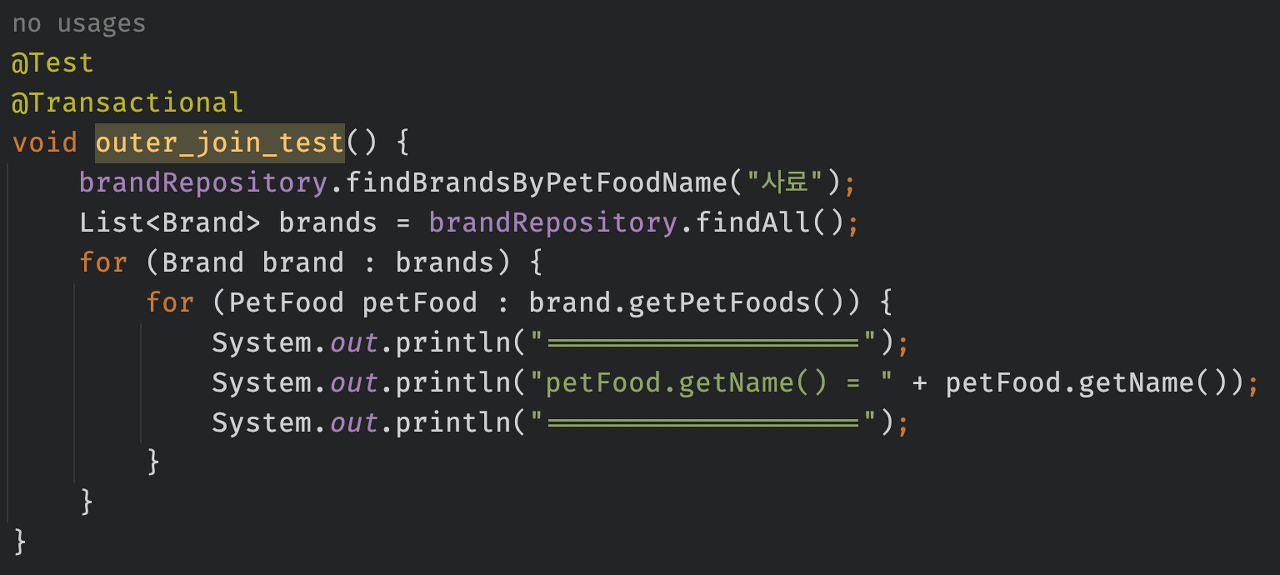 no usages
@Test
@Transactional
void outer_join_test() {
    brandRepository.findBrandsByPetFoodName("사료");
    List<Brand> brands = brandRepository.findAll();
    for (Brand brand : brands) {
        for (PetFood petFood : brand.getPetFoods()) {
            System.out.println("===================");
            System.out.println("petFood.getName() = " + petFood.getName());
            System.out.println("===================");
        }
    }
}